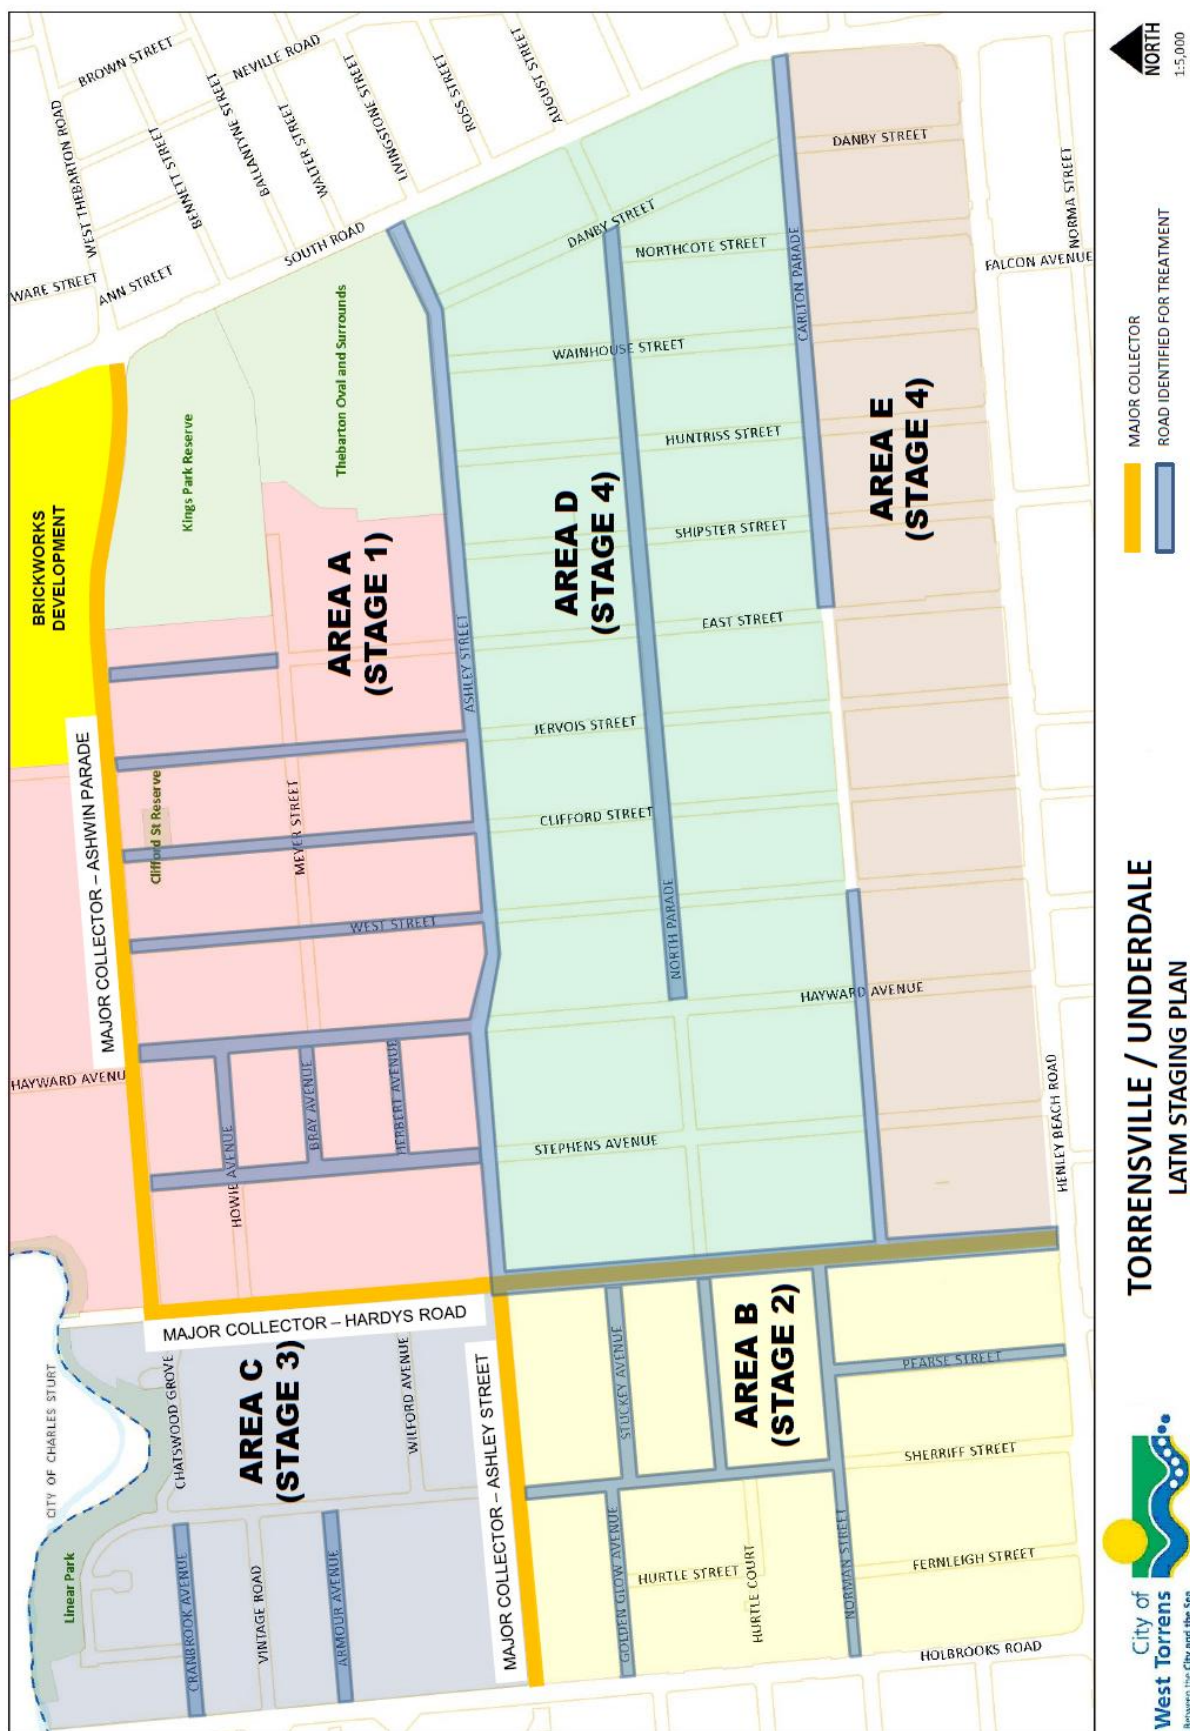 BROWN STREET
NEVILLE ROAD
WEST THEBARTON ROAD
BENNETT STREET
BALLANTYNE STREET
WALTER STREET
LIVINGSTONE STREET
ROSS STREET
AUGUST STREET
WARE STREET
ANN STREET
SOUTH ROAD
DANBY STREET
DANBY STREET
NORTHCOTE STREET
NORMA STREET
FALCON AVENUE
BRICKWORKS
DEVELOPMENT
Kings Park Reserve
Thebarton Oval and Surrounds
WAINHOUSE STREET
CARLTON PARADE
HUNTRISS STREET
SHIPSTER STREET
EAST STREET
AREA A
(STAGE 1)
AREA D
(STAGE 4)
AREA E
(STAGE 4)
ASHLEY STREET
JERVOIS STREET
CLIFFORD STREET
MAJOR COLLECTOR – ASHWIN PARADE
Clifford St Reserve
MEYER STREET
WEST STREET
NORTH PARADE
HAYWARD AVENUE
HAYWARD AVENU
HOWIE AVENUE
BRAY AVENUE
HERBERT AVENUE
STEPHENS AVENUE
HENLEY BEACH ROAD
MAJOR COLLECTOR – HARDYS ROAD
CITY OF CHARLES STURT
Linear Park
CHATSWOOD GROVE
AREA C
(STAGE 3)
WILFORD AVENUE
MAJOR COLLECTOR – ASHLEY STREET
CRANBROOK AVENUE
VINTAGE ROAD
ARMOUR AVENUE
STUCKEY AVENUE
AREA B
(STAGE 2)
PEARSE STREET
SHERRIFF STREET
GOLDEN GLOW AVENUE
HURTLE STREET
HURTLE COURT
NORMAN STREET
FERNLEIGH STREET
HOLBROOKS ROAD
NORTH
1:5,000
MAJOR COLLECTOR
ROAD IDENTIFIED FOR TREATMENT
TORRENSVILLE / UNDERDALE
LATM STAGING PLAN
City of
West Torrens
Between the City and the Sea